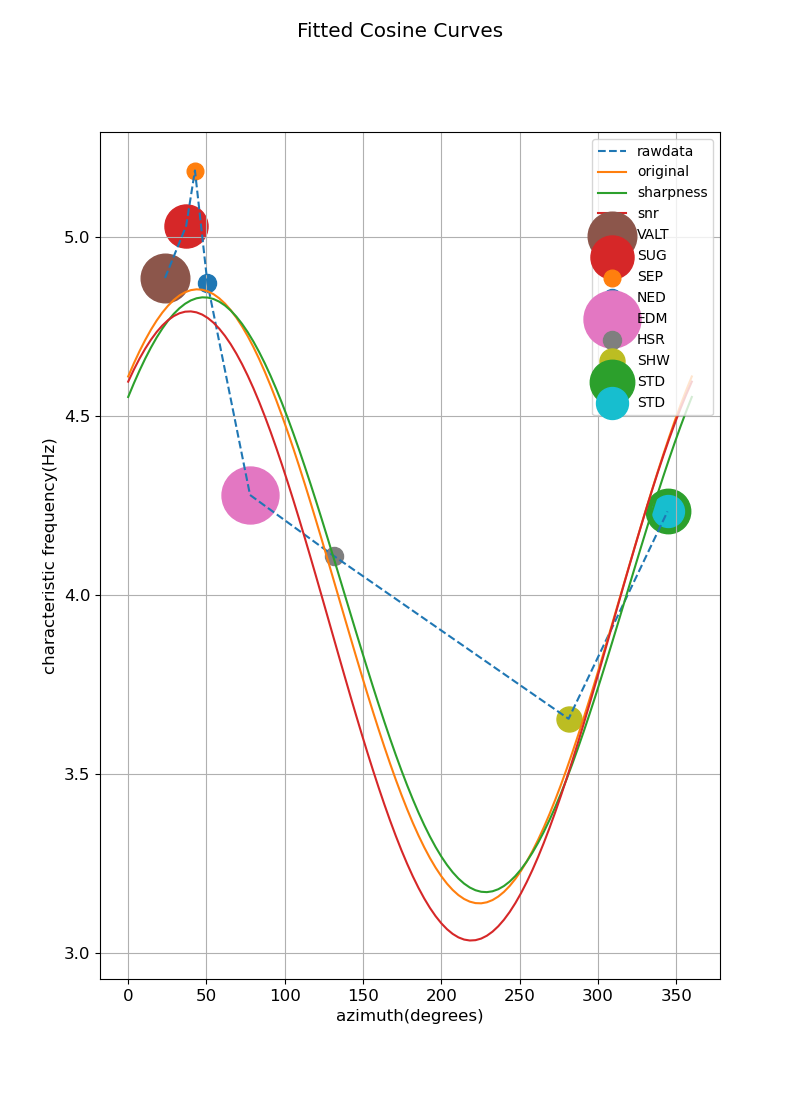 Fitted Cosine Curves
rawdata
original
sharpness
snr
VALT
SUG
SEP
NED
EDM
HSR
SHW
STD
STD
5.0
4.5
4.0
3.5
3.0
characteristic frequency(Hz)
0 50 100 150 200 250 300 350
azimuth(degrees)